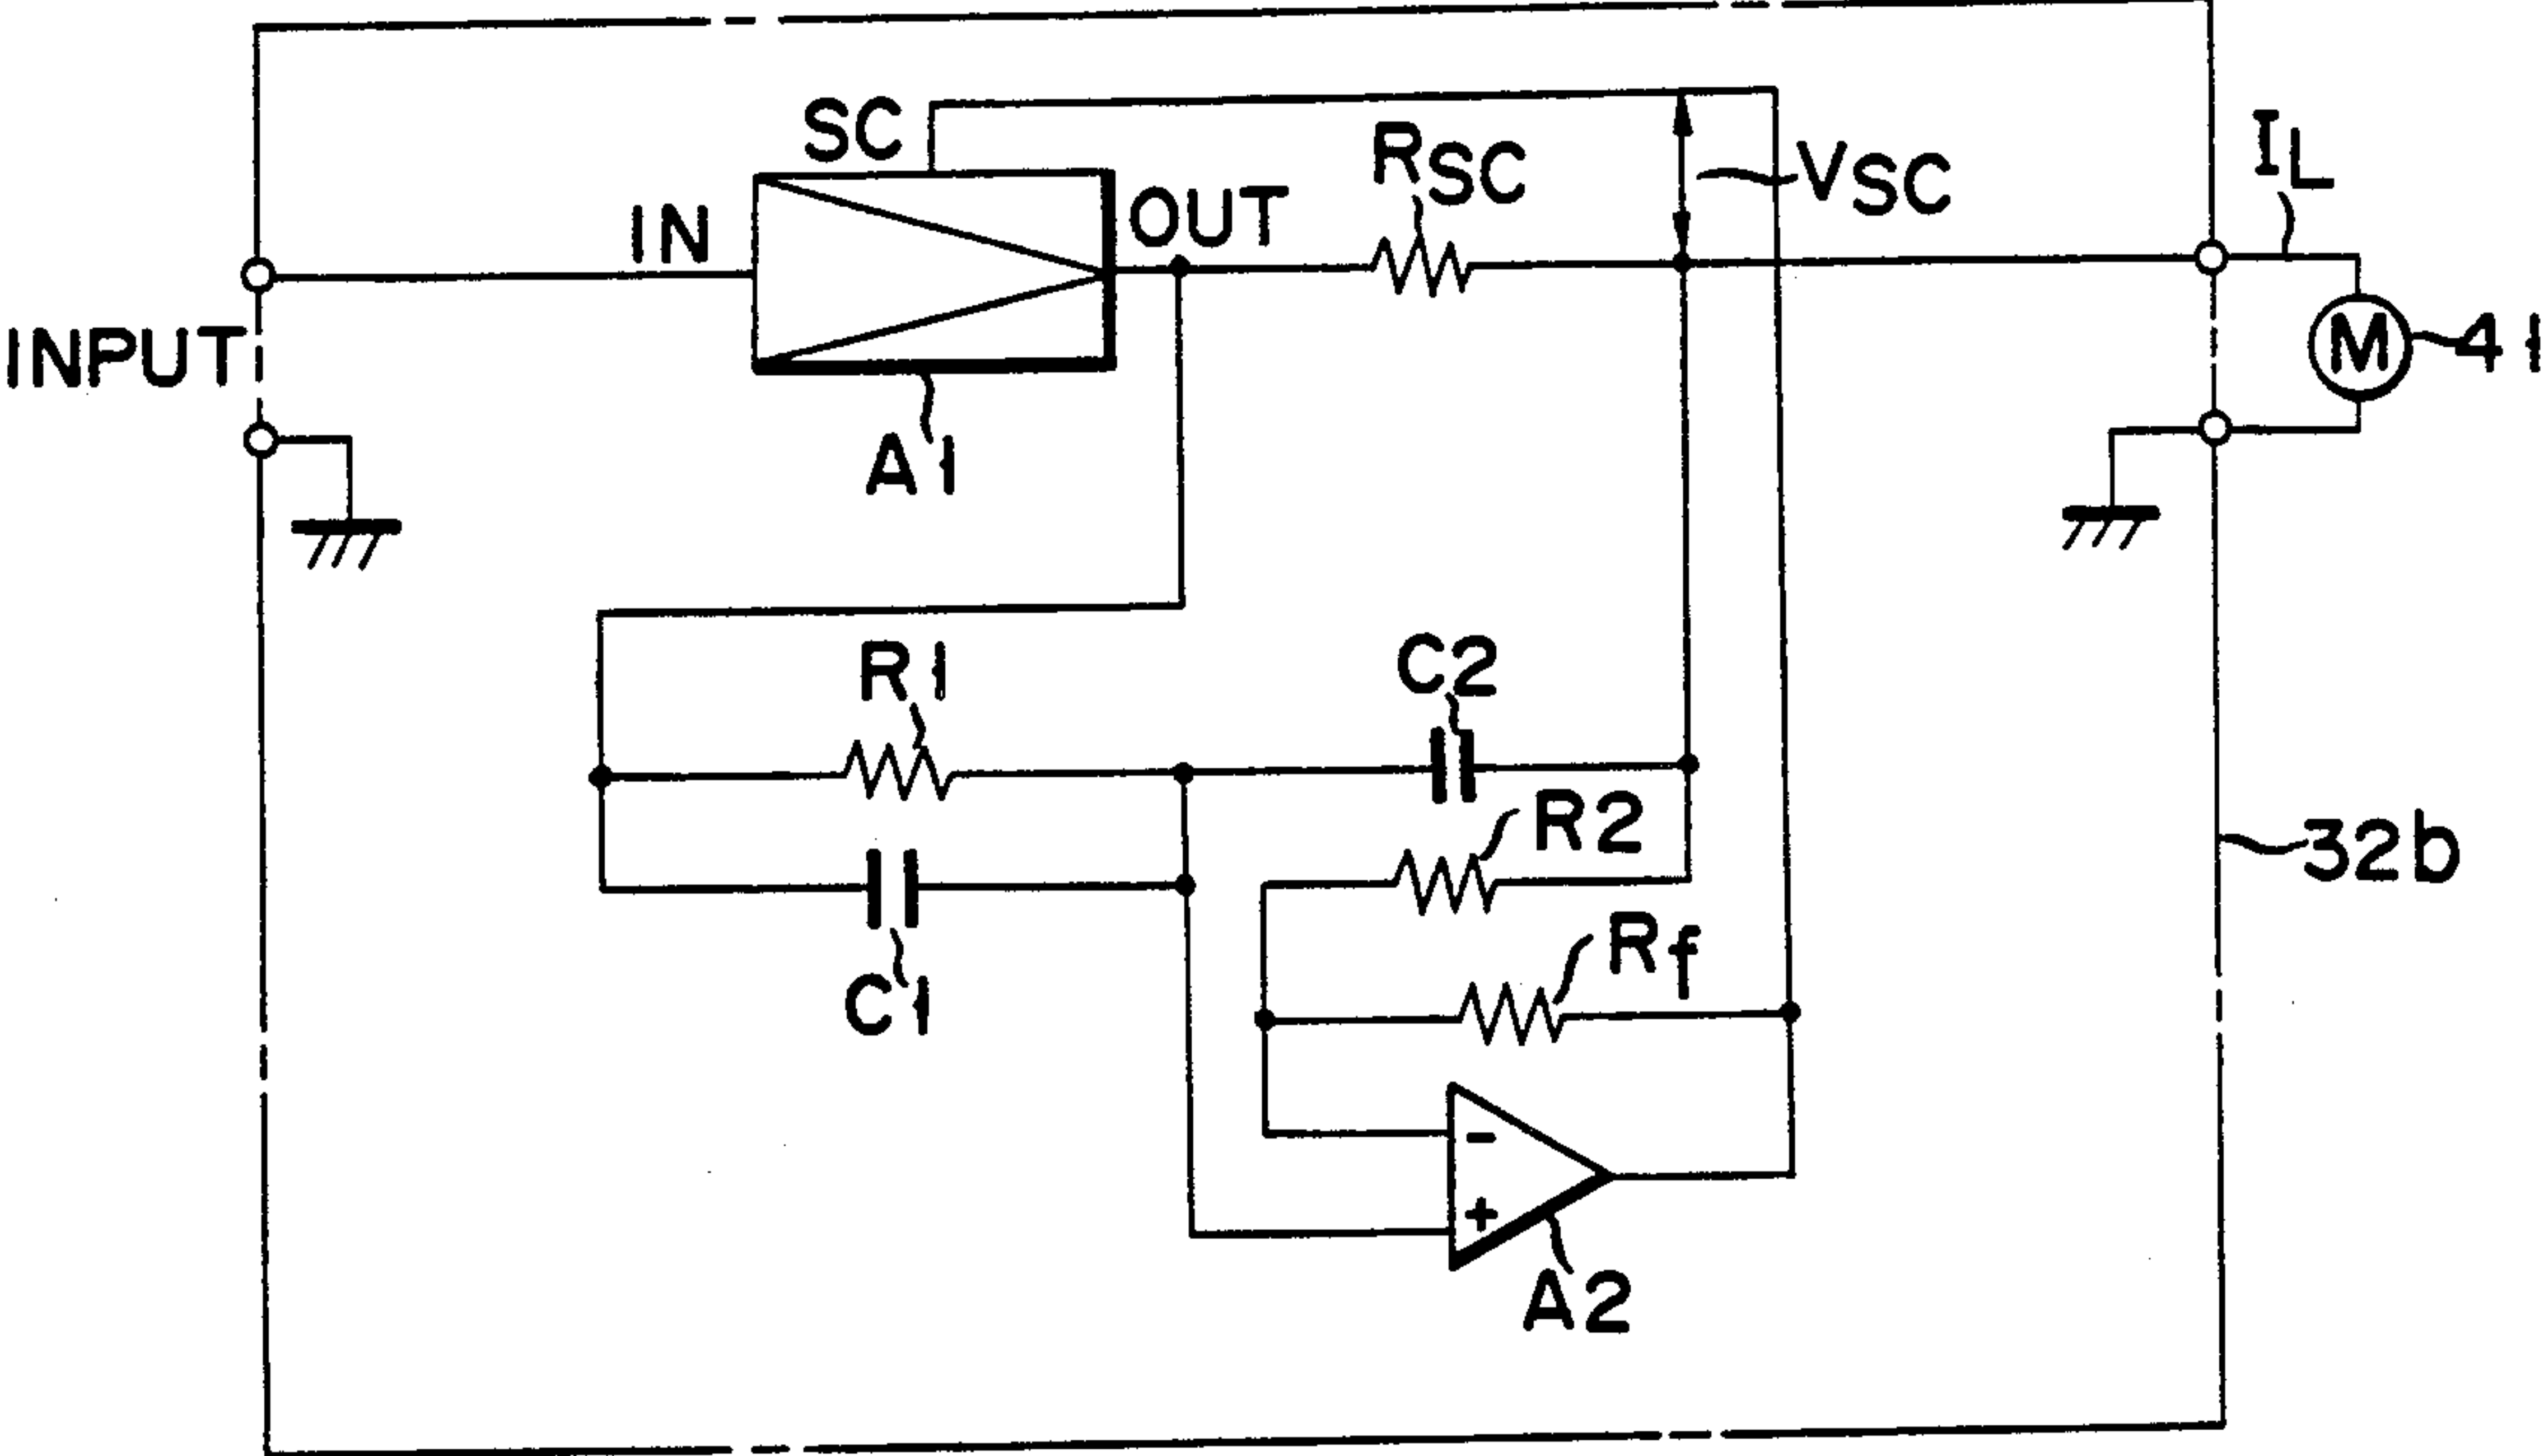 SC
RSC
VSC
IL
IN
OUT
INPUT
M
41
A1
R1
C2
R2
32b
Rf
C1
-
+
A2